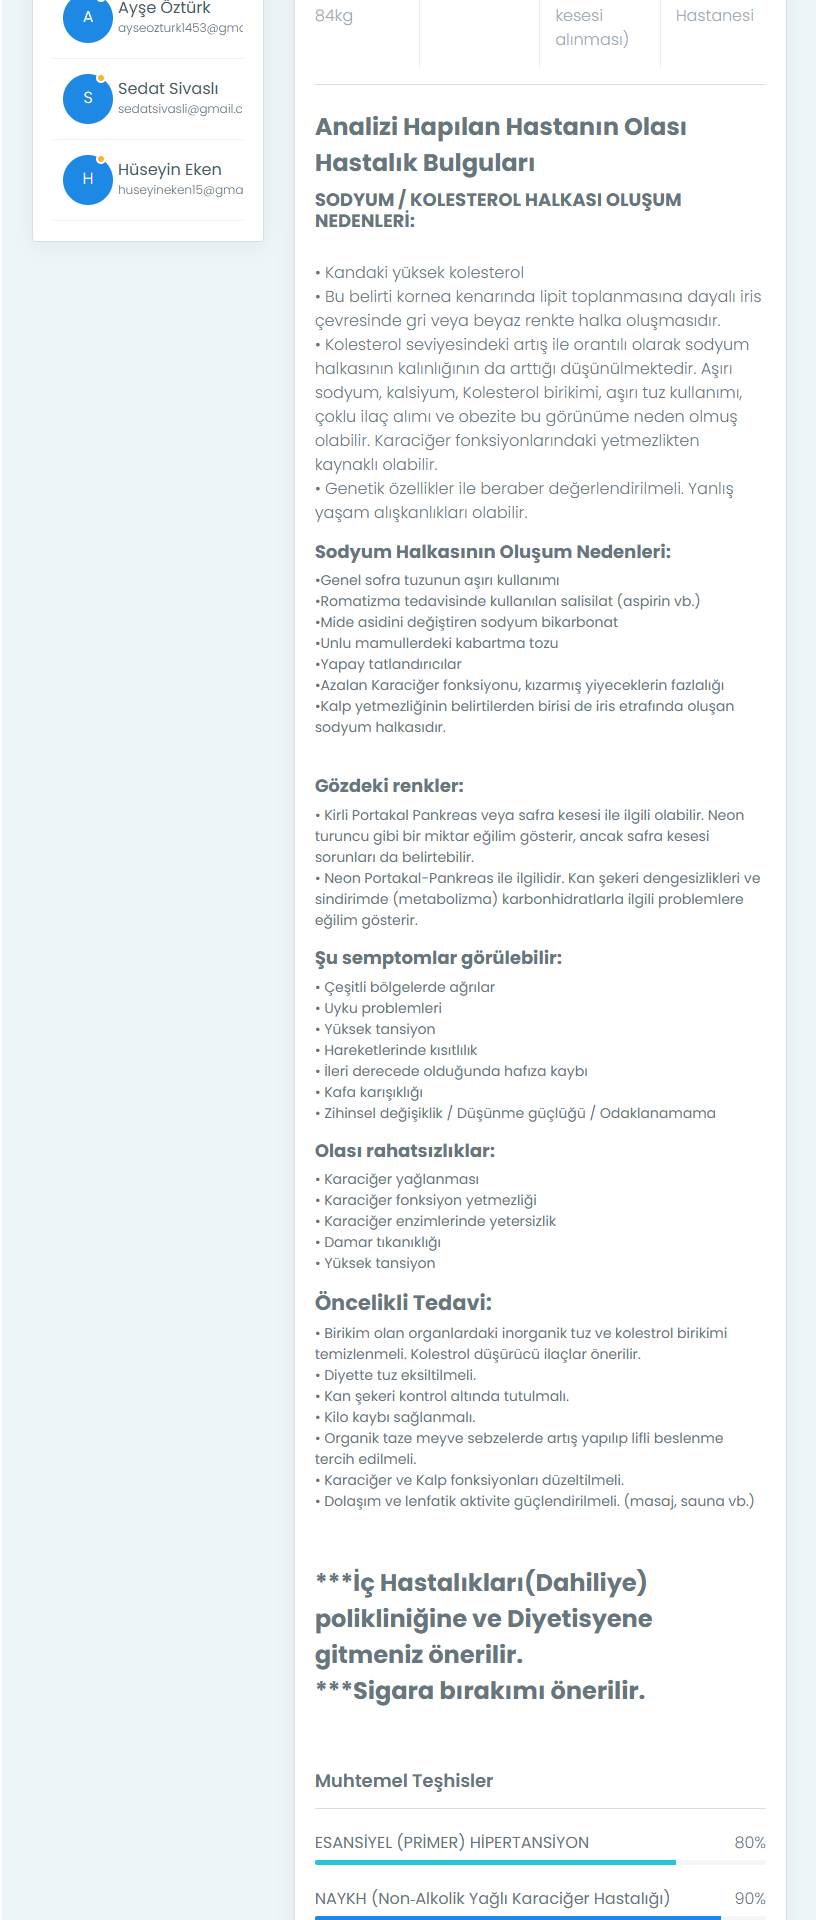 A
Ayşe Öztürk
ayseozturk1453@gmc
S
Sedat Sivaslı
sedatsivasli@gmail.c
H
Hüseyin Eken
huseyineken15@gma
84kg
kesesi
alınması)
Hastanesi
Analizi Hapılan Hastanın Olası
Hastalık Bulguları
SODYUM / KOLESTEROL HALKASI OLUŞUM
NEDENLERİ:
• Kandaki yüksek kolesterol
• Bu belirti kornea kenarında lipit toplanmasına dayalı iris
çevresinde gri veya beyaz renkte halka oluşmasıdır.
• Kolesterol seviyesindeki artış ile orantılı olarak sodyum
halkasının kalınlığının da arttığı düşünülmektedir. Aşırı
sodyum, kalsiyum, Kolesterol birikimi, aşırı tuz kullanımı,
çoklu ilaç alımı ve obezite bu görünüme neden olmuş
olabilir. Karaciğer fonksiyonlarındaki yetmezlikten
kaynaklı olabilir.
• Genetik özellikler ile beraber değerlendirilmeli. Yanlış
yaşam alışkanlıkları olabilir.
Sodyum Halkasının Oluşum Nedenleri:
•Genel sofra tuzunun aşırı kullanımı
•Romatizma tedavisinde kullanılan salisilat (aspirin vb.)
•Mide asidini değiştiren sodyum bikarbonat
•Unlu mamullerdeki kabartma tozu
•Yapay tatlandırıcılar
•Azalan Karaciğer fonksiyonu, kızarmış yiyeceklerin fazlalığı
•Kalp yetmezliğinin belirtilerden birisi de iris etrafında oluşan
sodyum halkasıdır.
Gözdeki renkler:
• Kirli Portakal Pankreas veya safra kesesi ile ilgili olabilir. Neon
turuncu gibi bir miktar eğilim gösterir, ancak safra kesesi
sorunları da belirtebilir.
• Neon Portakal-Pankreas ile ilgilidir. Kan şekeri dengesizlikleri ve
sindirimde (metabolizma) karbonhidratlarla ilgili problemlere
eğilim gösterir.
Şu semptomlar görülebilir:
• Çeşitli bölgelerde ağrılar
• Uyku problemleri
• Yüksek tansiyon
• Hareketlerinde kısıtlılık
• İleri derecede olduğunda hafıza kaybı
• Kafa karışıklığı
• Zihinsel değişiklik / Düşünme güçlüğü / Odaklanamama
Olası rahatsızlıklar:
• Karaciğer yağlanması
• Karaciğer fonksiyon yetmezliği
• Karaciğer enzimlerinde yetersizlik
• Damar tıkanıklığı
• Yüksek tansiyon
Öncelikli Tedavi:
• Birikim olan organlardaki inorganik tuz ve kolestrol birikimi
temizlenmeli. Kolestrol düşürücü ilaçlar önerilir.
• Diyette tuz eksiltilmeli.
• Kan şekeri kontrol altında tutulmalı.
• Kilo kaybı sağlanmalı.
• Organik taze meyve sebzelerde artış yapılıp lifli beslenme
tercih edilmeli.
• Karaciğer ve Kalp fonksiyonları düzeltilmeli.
• Dolaşım ve lenfatik aktivite güçlendirilmeli. (masaj, sauna vb.)
***İç Hastalıkları(Dahiliye)
polikliniğine ve Diyetisyene
gitmeniz önerilir.
***Sigara bırakımı önerilir.
Muhtemel Teşhisler
ESANSİYEL (PRİMER) HİPERTANSİYON 80%
NAYKH (Non-Alkolik Yağlı Karaciğer Hastalığı) 90%